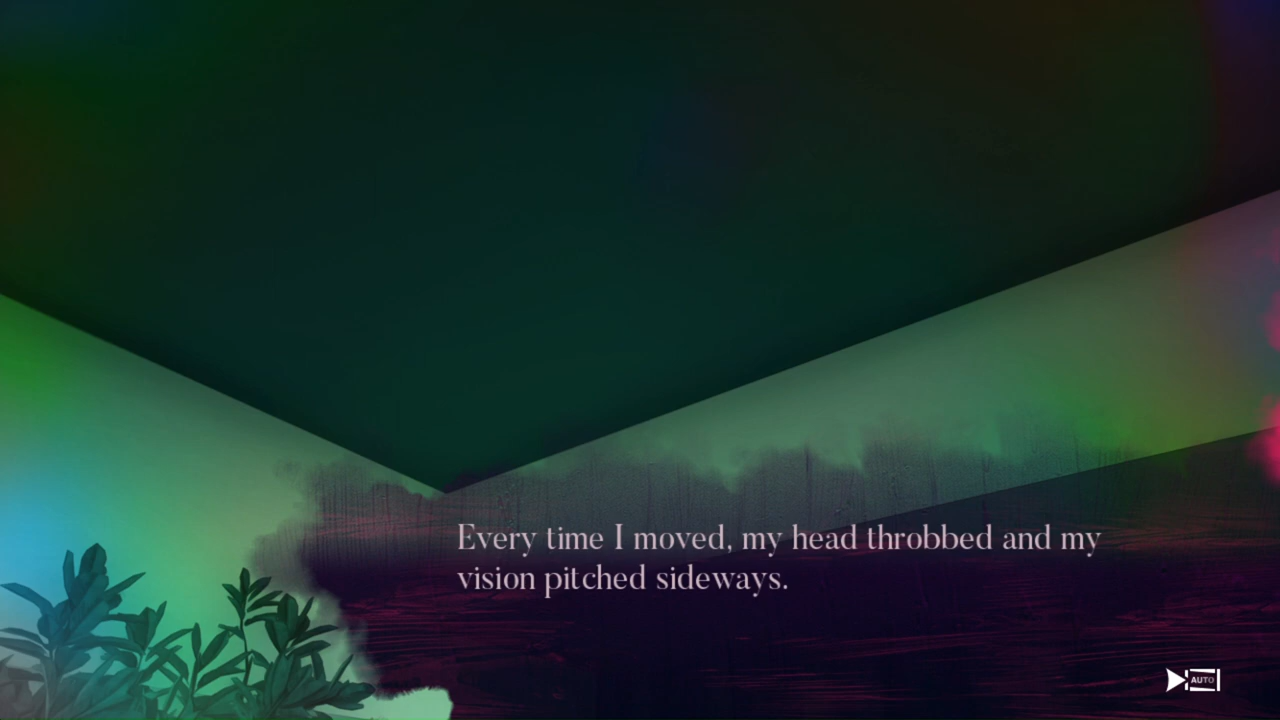 Every time I moved, my head throbbed and my
vision pitched sideways.
AUTO